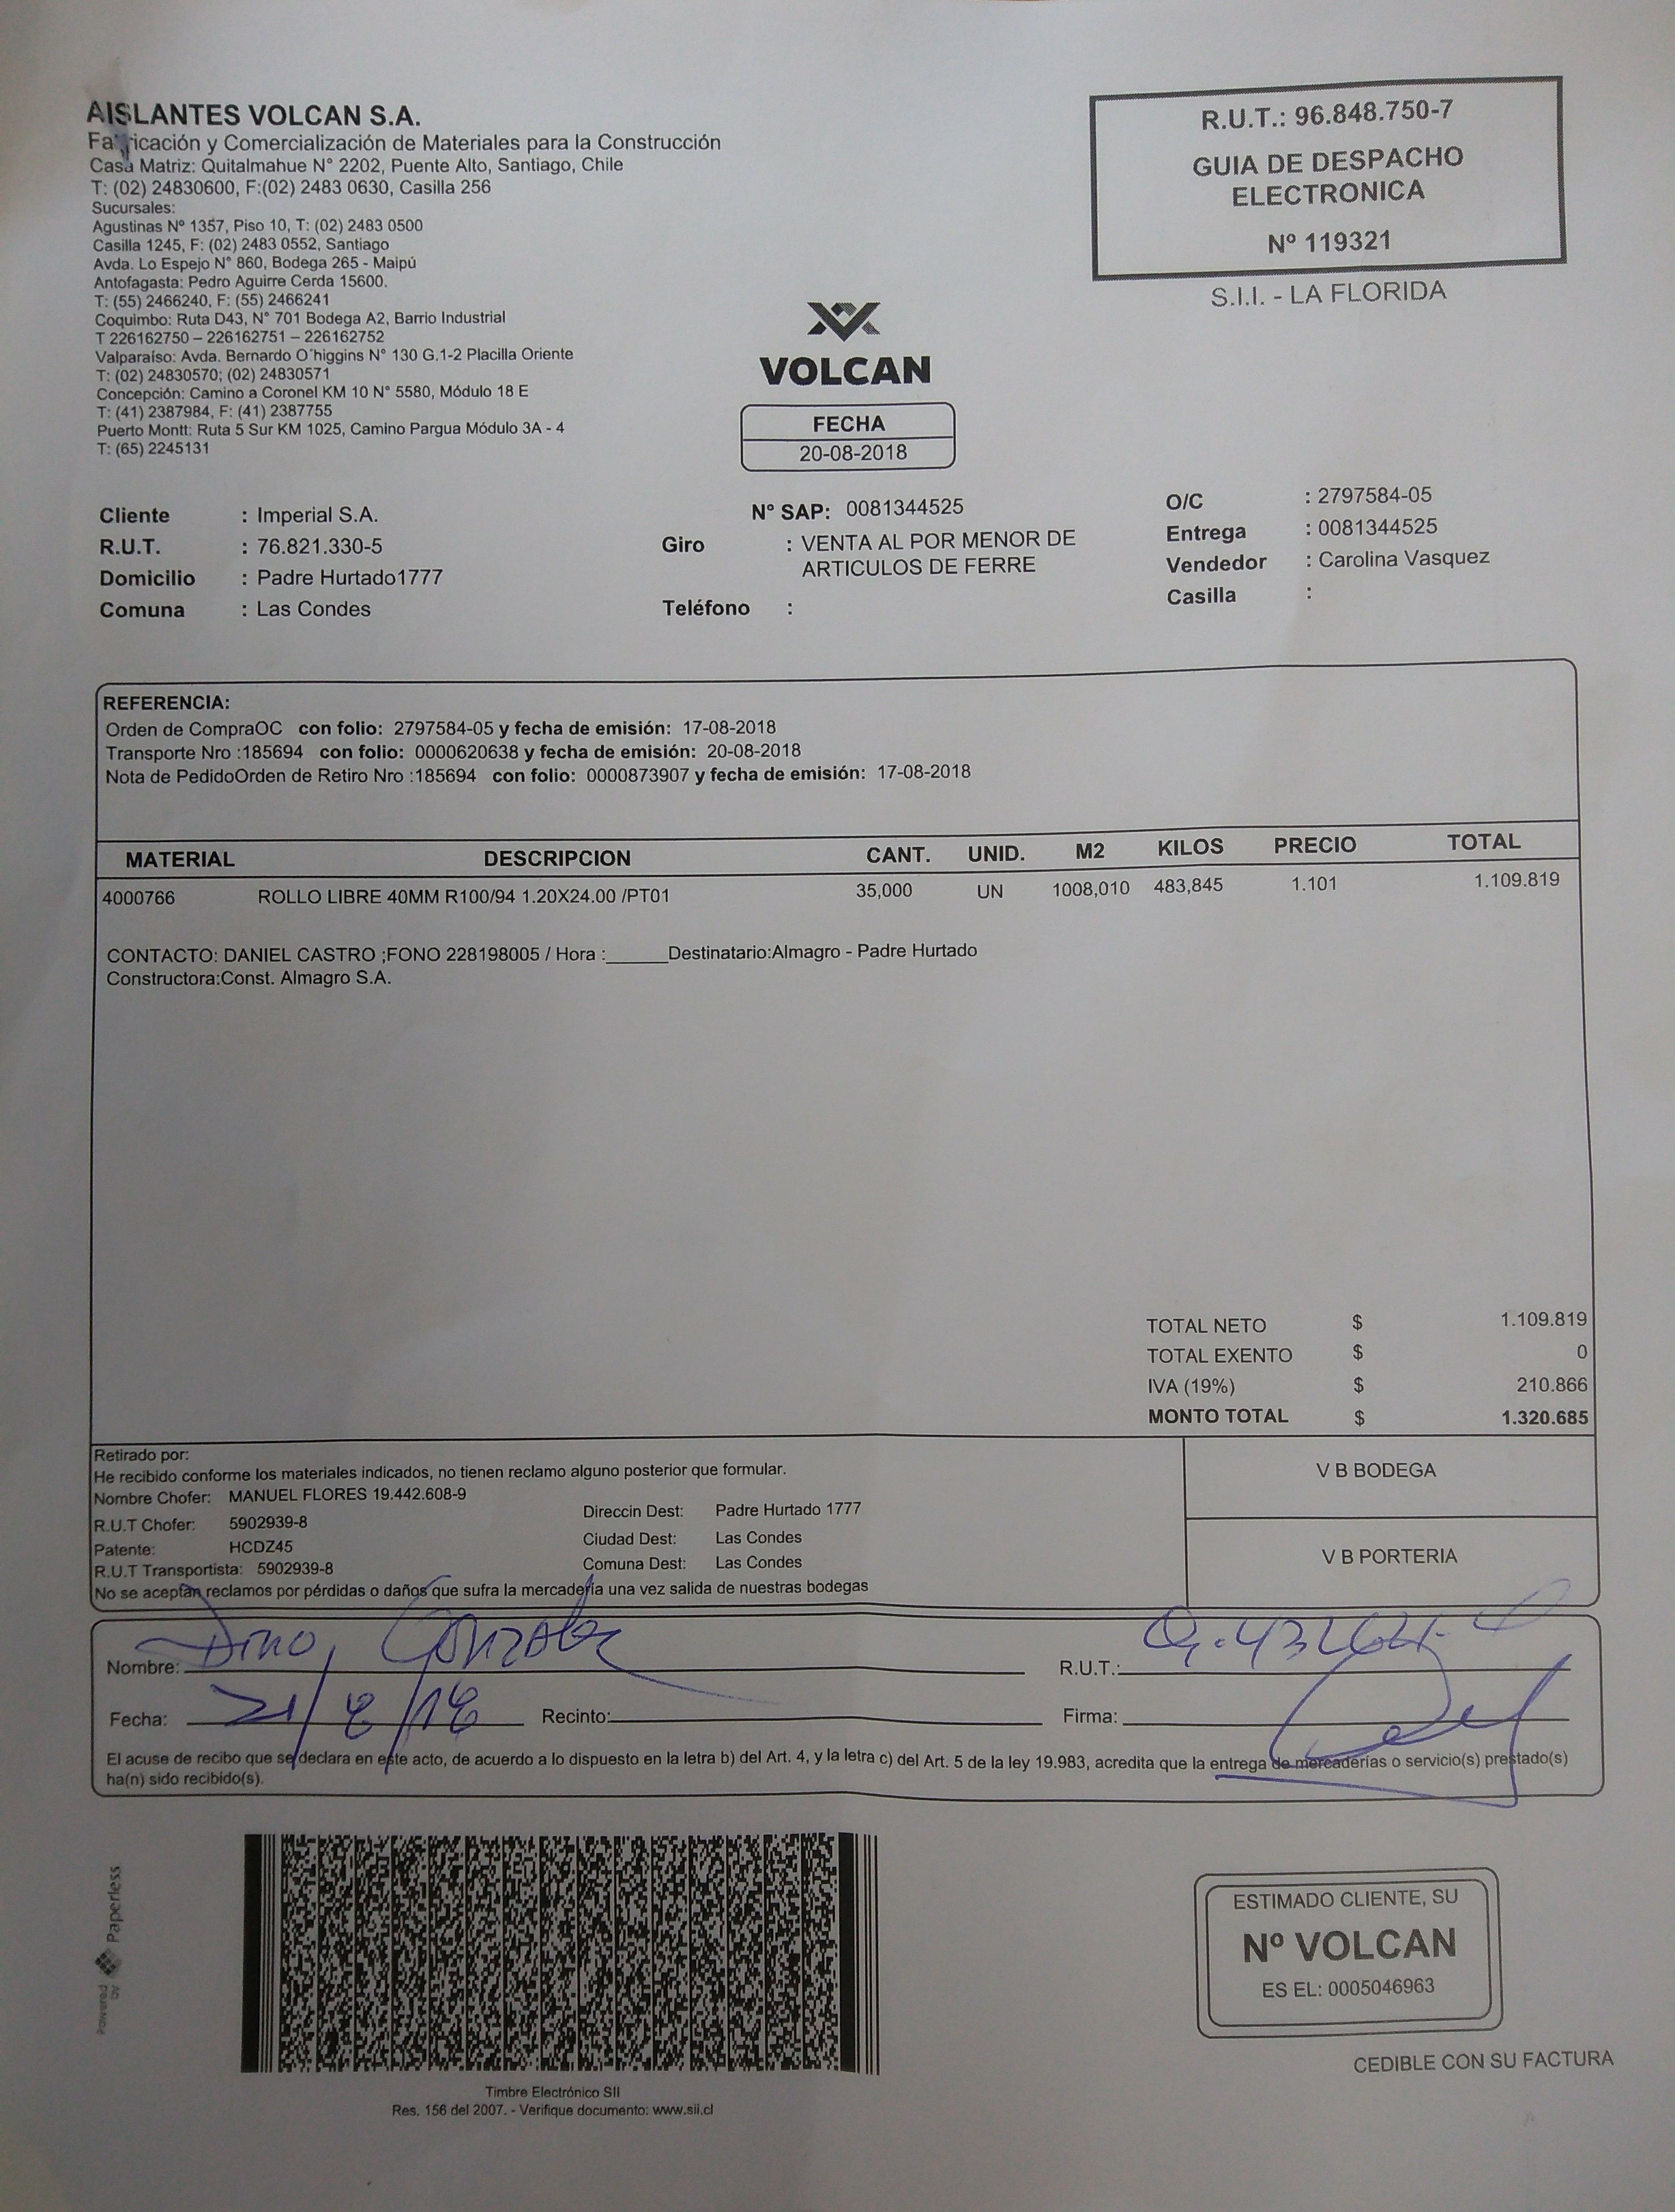 AISLANTES VOLCAN S.A.
Fabricación y Comercialización de Materiales para la Construcción
Casa Matriz: Quitalmahue N° 2202, Puente Alto, Santiago, Chile
T: (02) 24830600, F:(02) 2483 0630, Casilla 256
Sucursales:
Agustinas Nº 1357, Piso 10, T: (02) 2483 0500
Casilla 1245, F: (02) 2483 0552, Santiago
Avda. Lo Espejo N° 860, Bodega 265 - Maipú
Antofagasta: Pedro Aguirre Cerda 15600.
T: (55) 2466240, F: (55) 2466241
Coquimbo: Ruta D43, N° 701 Bodega A2, Barrio Industrial
T 226162750 – 226162751 – 226162752
Valparaíso: Avda. Bernardo O´higgins N° 130 G.1-2 Placilla Oriente
T: (02) 24830570; (02) 24830571
Concepción: Camino a Coronel KM 10 N° 5580, Módulo 18 E
T: (41) 2387984, F: (41) 2387755
Puerto Montt: Ruta 5 Sur KM 1025, Camino Pargua Módulo 3A - 4
T: (65) 2245131
R.U.T.: 96.848.750-7
GUIA DE DESPACHO
ELECTRONICA
Nº 119321
S.I.I. - LA FLORIDA
VOLCAN
FECHA
20-08-2018
Cliente : Imperial S.A.
R.U.T. : 76.821.330-5
Domicilio : Padre Hurtado1777
Comuna : Las Condes
N° SAP: 0081344525
Giro : VENTA AL POR MENOR DE
ARTICULOS DE FERRE
Teléfono :
O/C : 2797584-05
Entrega : 0081344525
Vendedor : Carolina Vasquez
Casilla :
REFERENCIA:
Orden de CompraOC con folio: 2797584-05 y fecha de emisión: 17-08-2018
Transporte Nro :185694 con folio: 0000620638 y fecha de emisión: 20-08-2018
Nota de PedidoOrden de Retiro Nro :185694 con folio: 0000873907 y fecha de emisión: 17-08-2018
MATERIAL DESCRIPCION CANT. UNID. M2 KILOS PRECIO TOTAL
4000766 ROLLO LIBRE 40MM R100/94 1.20X24.00 /PT01 35,000 UN 1008,010 483,845 1.101 1.109.819
CONTACTO: DANIEL CASTRO ;FONO 228198005 / Hora :______Destinatario:Almagro - Padre Hurtado
Constructora:Const. Almagro S.A.
TOTAL NETO $ 1.109.819
TOTAL EXENTO $ 0
IVA (19%) $ 210.866
MONTO TOTAL $ 1.320.685
Retirado por:
He recibido conforme los materiales indicados, no tienen reclamo alguno posterior que formular.
Nombre Chofer: MANUEL FLORES 19.442.608-9
R.U.T Chofer: 5902939-8
Patente: HCDZ45
R.U.T Transportista: 5902939-8
Direccin Dest: Padre Hurtado 1777
Ciudad Dest: Las Condes
Comuna Dest: Las Condes
No se aceptan reclamos por pérdidas o daños que sufra la mercadería una vez salida de nuestras bodegas
V B BODEGA
V B PORTERIA
Nombre: Dino Gonzalez
R.U.T.:
Fecha: 21/8/18 Recinto:
Firma:
El acuse de recibo que se declara en este acto, de acuerdo a lo dispuesto en la letra b) del Art. 4, y la letra c) del Art. 5 de la ley 19.983, acredita que la entrega de mercaderías o servicio(s) prestado(s)
ha(n) sido recibido(s).
Powered by Paperless
Timbre Electrónico SII
Res. 156 del 2007. - Verifique documento: www.sii.cl
ESTIMADO CLIENTE, SU
Nº VOLCAN
ES EL: 0005046963
CEDIBLE CON SU FACTURA